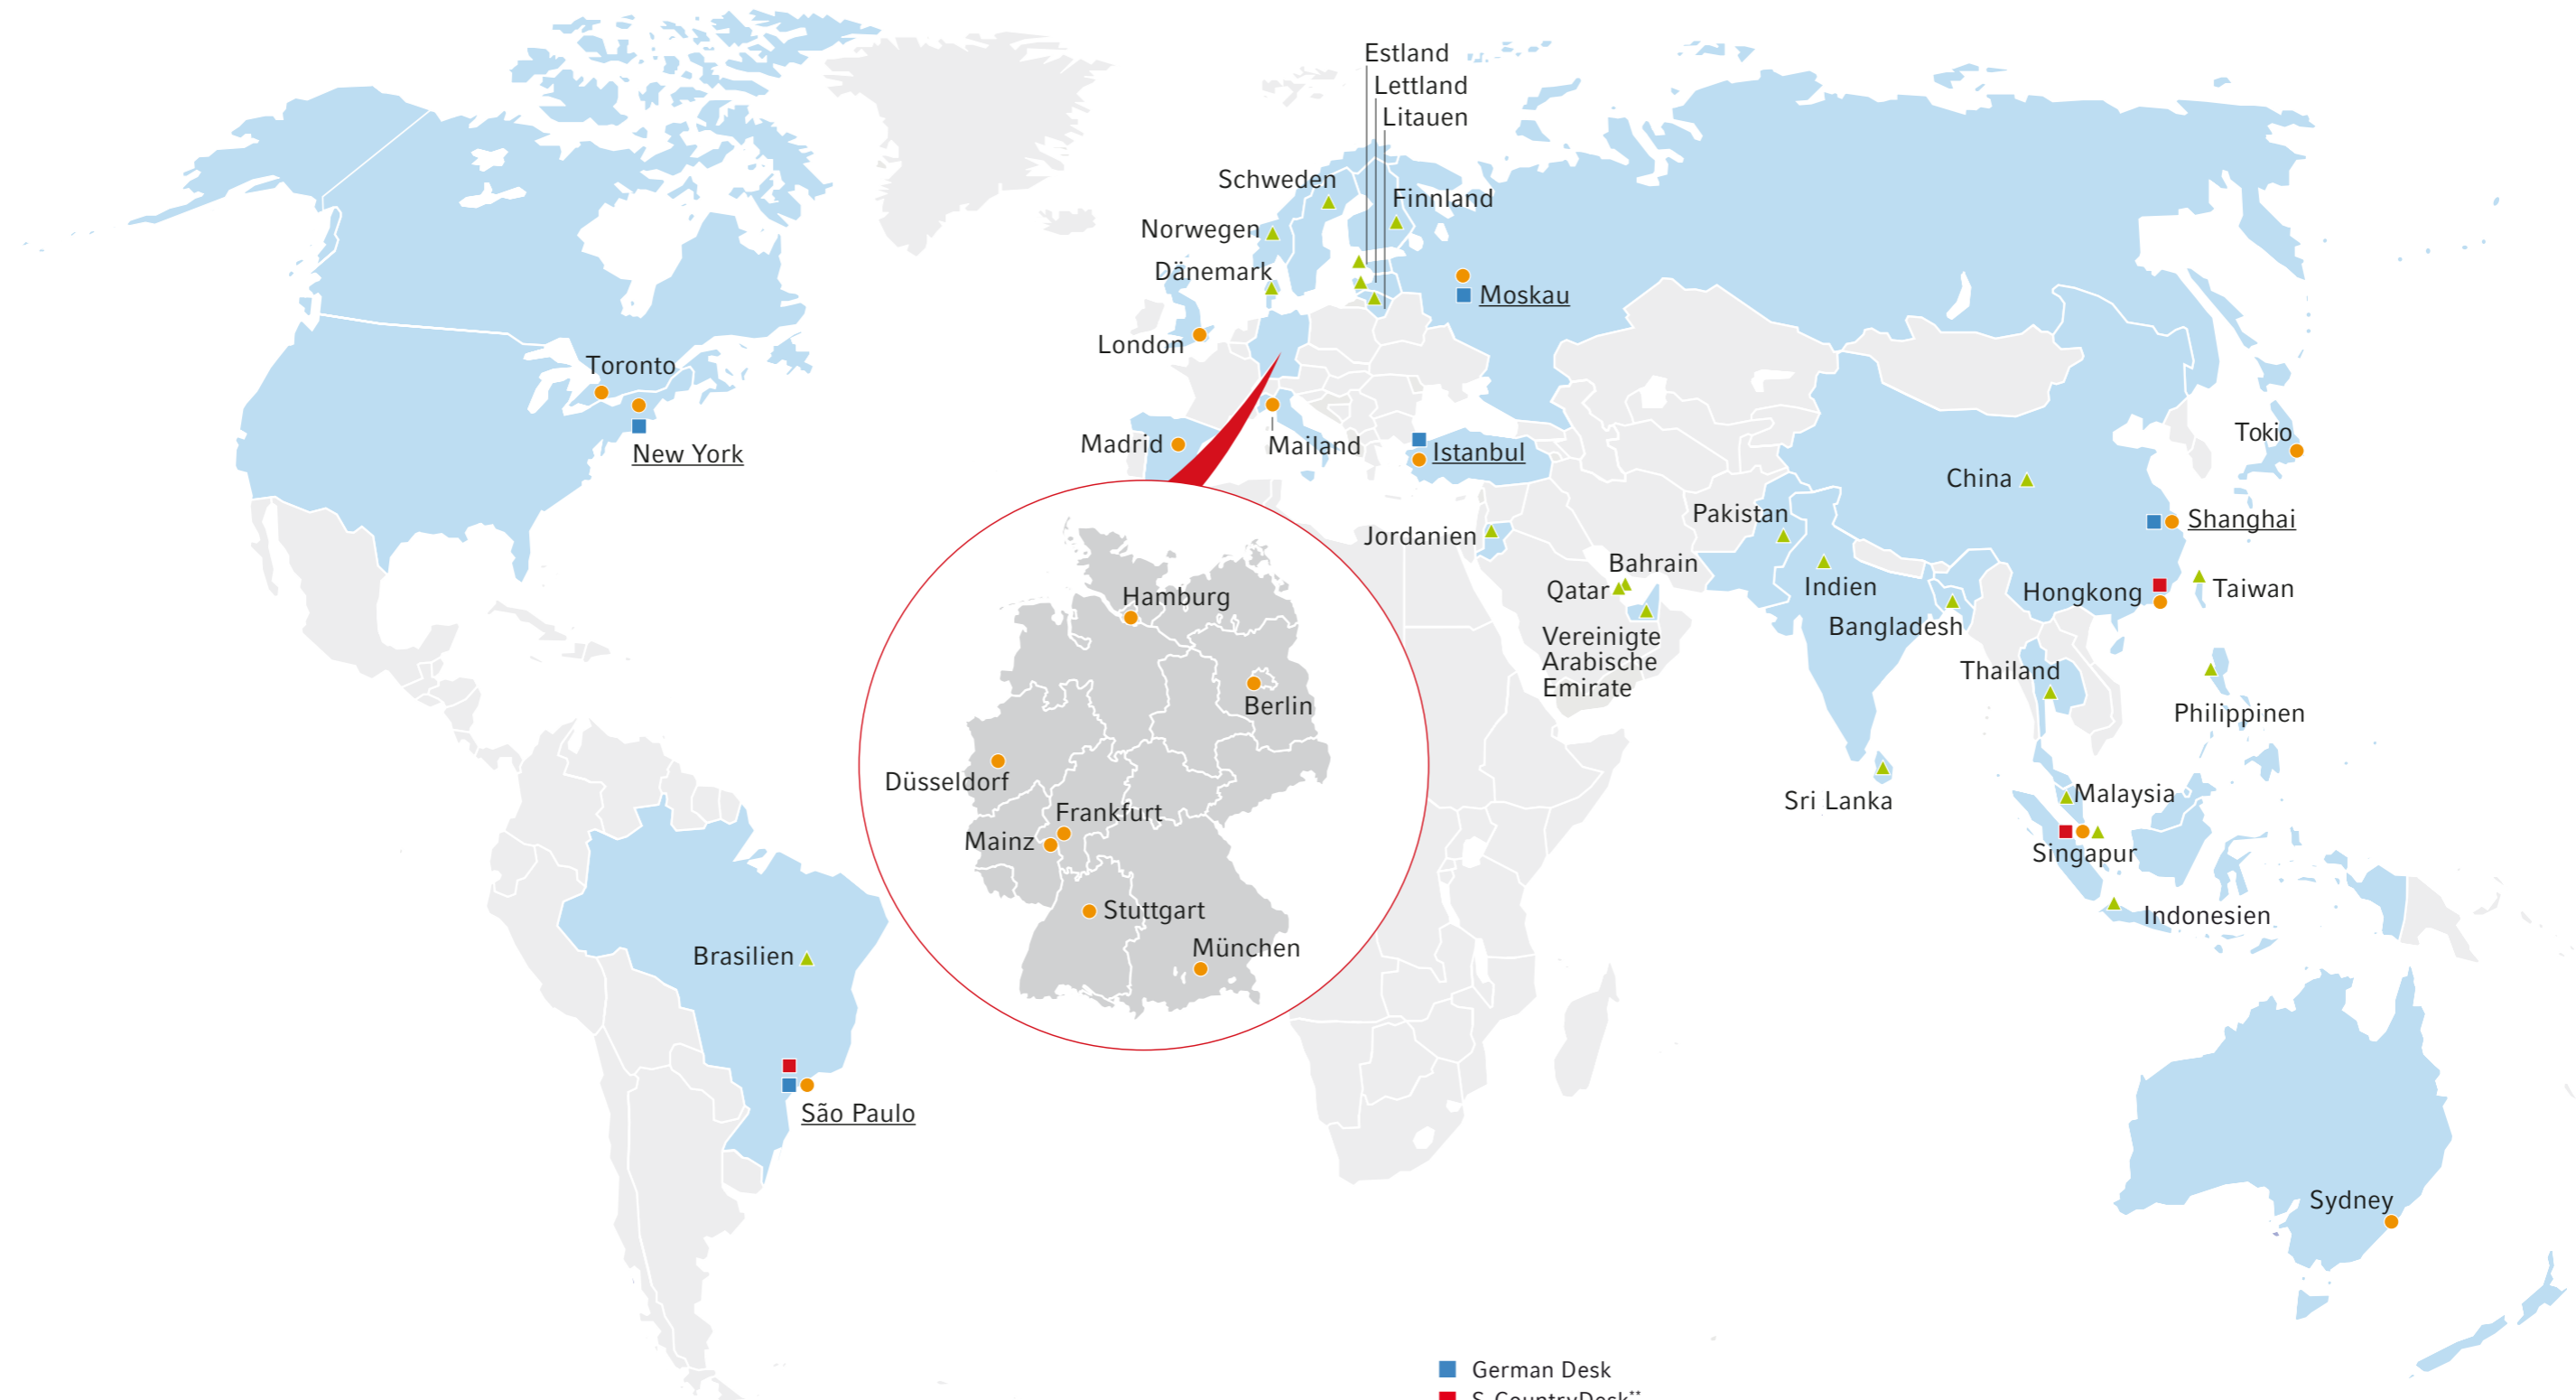 Estland
Lettland
Litauen
Schweden
Finnland
Norwegen
Dänemark
Moskau
London
Toronto
New York
Madrid
Mailand
Istanbul
Tokio
China
Jordanien
Pakistan
Shanghai
Bahrain
Qatar
Indien
Hongkong
Taiwan
Bangladesh
Vereinigte
Arabische
Emirate
Thailand
Philippinen
Sri Lanka
Malaysia
Singapur
Indonesien
Hamburg
Berlin
Düsseldorf
Frankfurt
Mainz
Stuttgart
München
Brasilien
São Paulo
Sydney
German Desk
S-CountryDesk**